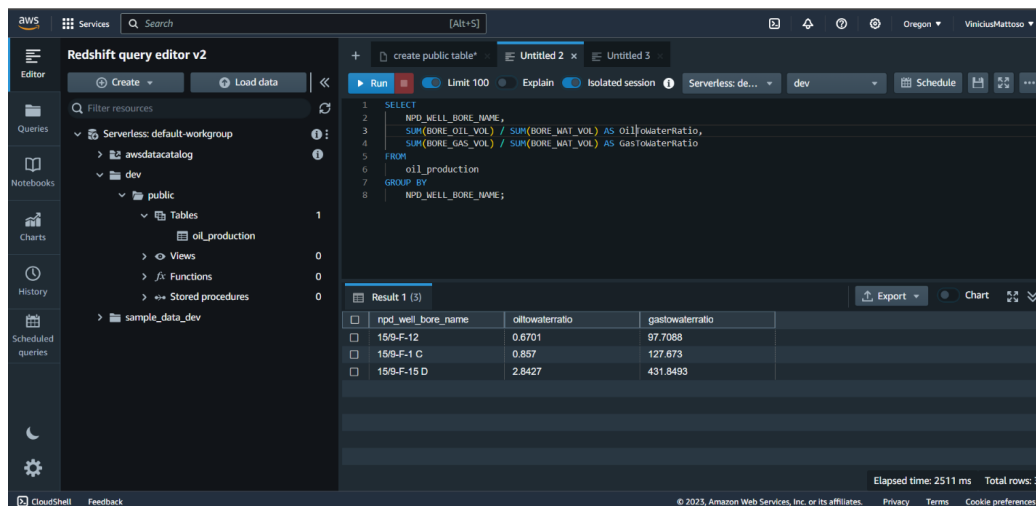 aws
Services
Search
[Alt+S]
Oregon
ViniciusMattoso
Editor
Queries
Notebooks
Charts
History
Scheduled
queries
Redshift query editor v2
Create
Load data
Filter resources
Serverless: default-workgroup
awsdatacatalog
dev
public
Tables 1
oil_production
Views 0
fx Functions 0
Stored procedures 0
sample_data_dev
+ create public table* × Untitled 2 × Untitled 3 ×
Run Limit 100 Explain Isolated session Serverless: de... dev Schedule
1 SELECT
2 NPD_WELL_BORE_NAME,
3 SUM(BORE_OIL_VOL) / SUM(BORE_WAT_VOL) AS OilToWaterRatio,
4 SUM(BORE_GAS_VOL) / SUM(BORE_WAT_VOL) AS GasToWaterRatio
5 FROM
6 oil_production
7 GROUP BY
8 NPD_WELL_BORE_NAME;
Result 1 (3)
Export
Chart
npd_well_bore_name oiltowaterratio gastowaterratio
15/9-F-12 0.6701 97.7088
15/9-F-1 C 0.857 127.673
15/9-F-15 D 2.8427 431.8493
Elapsed time: 2511 ms Total rows:
CloudShell Feedback © 2023, Amazon Web Services, Inc. or its affiliates. Privacy Terms Cookie preferences